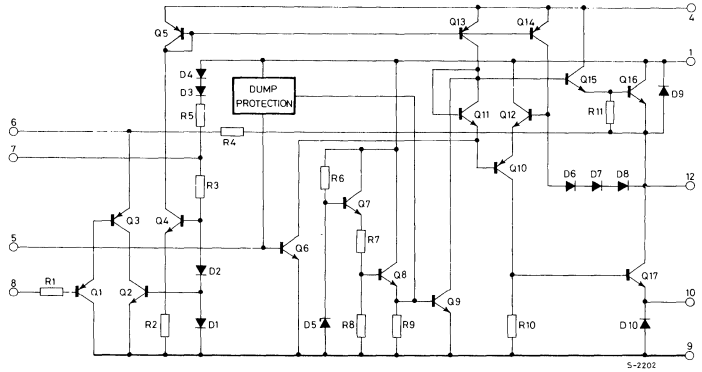 4
Q13
Q14
Q5
1
D4
DUMP
PROTECTION
Q15
Q16
D3
D9
R5
Q11
Q12
R11
6
R4
7
R6
Q10
D6
D7
D8
12
R3
Q7
Q3
Q4
5
Q6
R7
8
D2
Q8
Q17
R1
Q1
Q2
Q9
10
R2
D1
D5
R8
R9
R10
D10
9
S-2202